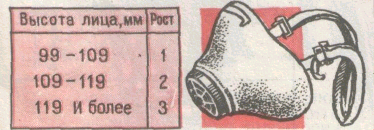 Высота лица, мм Рост
99-109 1
109-119 2
119 и более 3